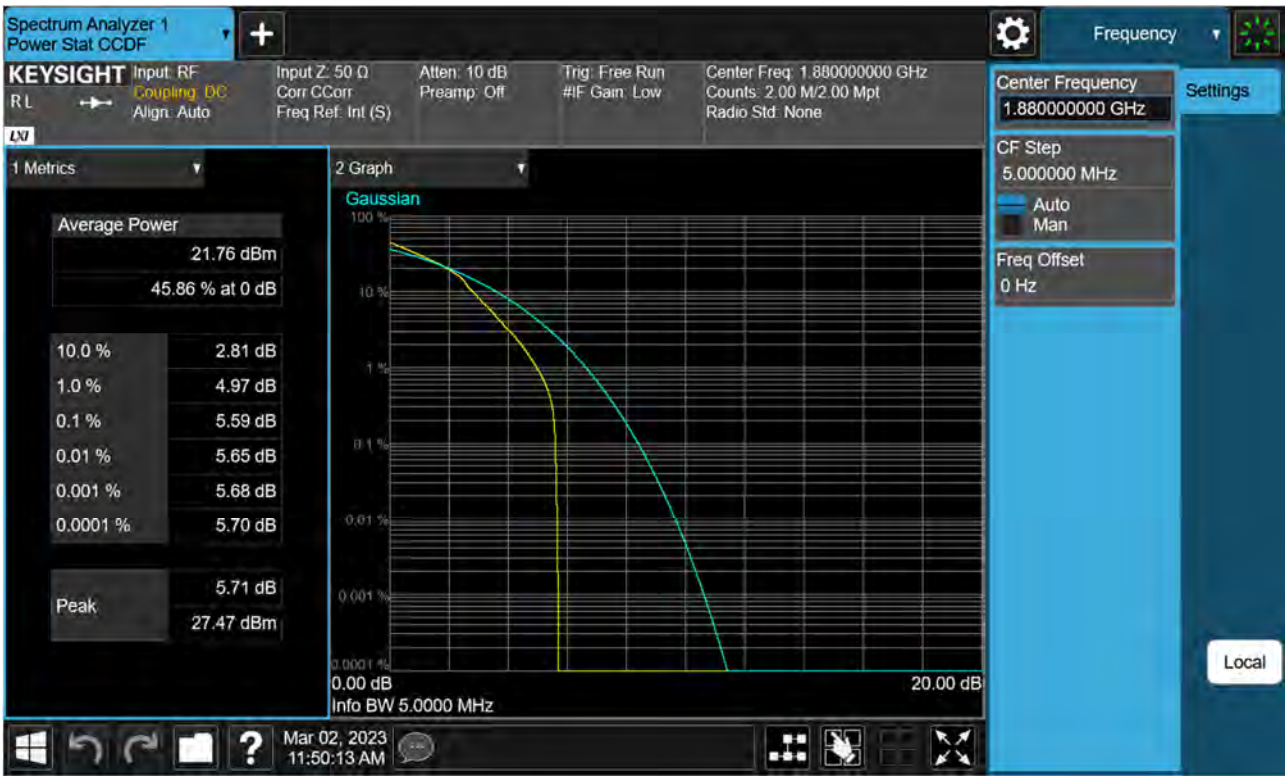 Spectrum Analyzer 1
Power Stat CCDF
+
Frequency
KEYSIGHT
RL
LXI
Input: RF
Coupling: DC
Align: Auto
Input Z: 50 Ω
Corr CCorr
Freq Ref: Int (S)
Atten: 10 dB
Preamp: Off
Trig: Free Run
#IF Gain: Low
Center Freq: 1.880000000 GHz
Counts: 2.00 M/2.00 Mpt
Radio Std: None
Center Frequency
1.880000000 GHz
Settings
CF Step
5.000000 MHz
Auto
Man
Freq Offset
0 Hz
1 Metrics
Average Power
21.76 dBm
45.86 % at 0 dB
10.0 % 2.81 dB
1.0 % 4.97 dB
0.1 % 5.59 dB
0.01 % 5.65 dB
0.001 % 5.68 dB
0.0001 % 5.70 dB
Peak
5.71 dB
27.47 dBm
2 Graph
Gaussian
100 %
10 %
1 %
0.1 %
0.01 %
0.001 %
0.0001 %
0.00 dB 20.00 dB
Info BW 5.0000 MHz
Local
?
Mar 02, 2023
11:50:13 AM